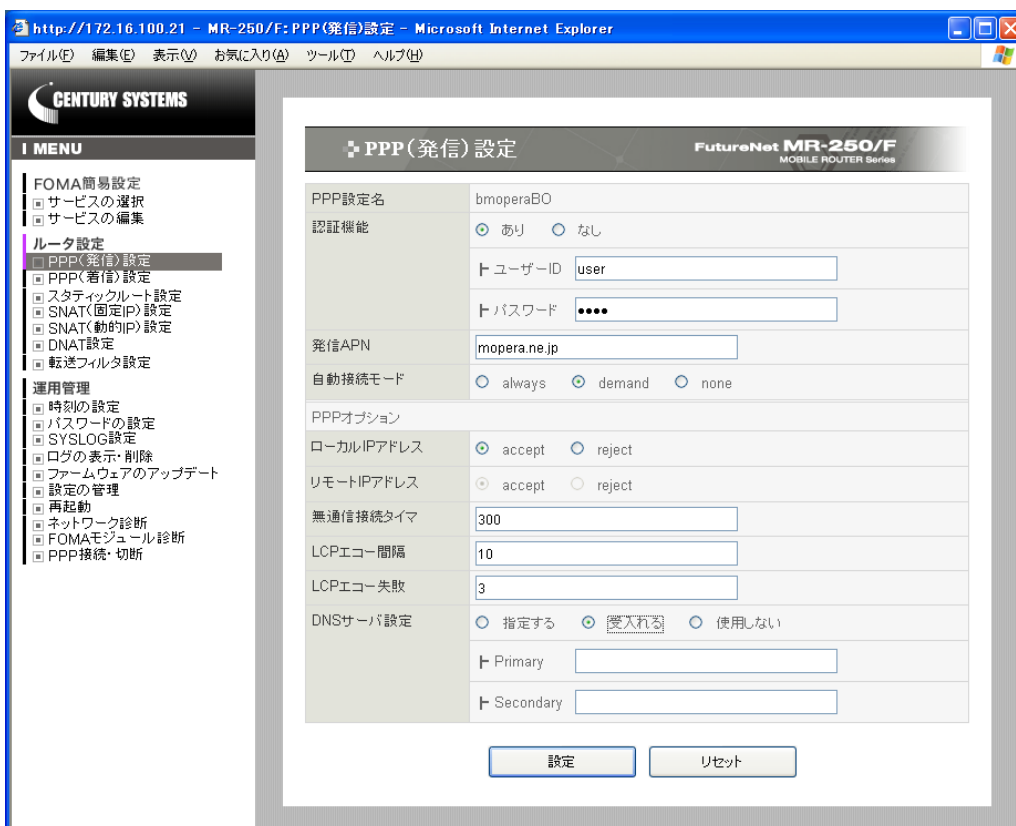 http://172.16.100.21 - MR-250/F: PPP(発信)設定 - Microsoft Internet Explorer
ファイル(F) 編集(E) 表示(V) お気に入り(A) ツール(T) ヘルプ(H)
CENTURY SYSTEMS
MENU
FOMA簡易設定
サービスの選択
サービスの編集
ルータ設定
PPP(発信)設定
PPP(着信)設定
スタティックルート設定
SNAT(固定IP)設定
SNAT(動的IP)設定
DNAT設定
転送フィルタ設定
運用管理
時刻の設定
パスワードの設定
SYSLOG設定
ログの表示・削除
ファームウェアのアップデート
設定の管理
再起動
ネットワーク診断
FOMAモジュール診断
PPP接続・切断
PPP(発信)設定
FutureNet MR-250/F
MOBILE ROUTER Series
PPP設定名 bmoperaBO
認証機能 あり なし
ユーザーID user
パスワード ••••
発信APN mopera.ne.jp
自動接続モード always demand none
PPPオプション
ローカルIPアドレス accept reject
リモートIPアドレス accept reject
無通信接続タイマ 300
LCPエコー間隔 10
LCPエコー失敗 3
DNSサーバ設定 指定する 受入れる 使用しない
Primary
Secondary
設定 リセット